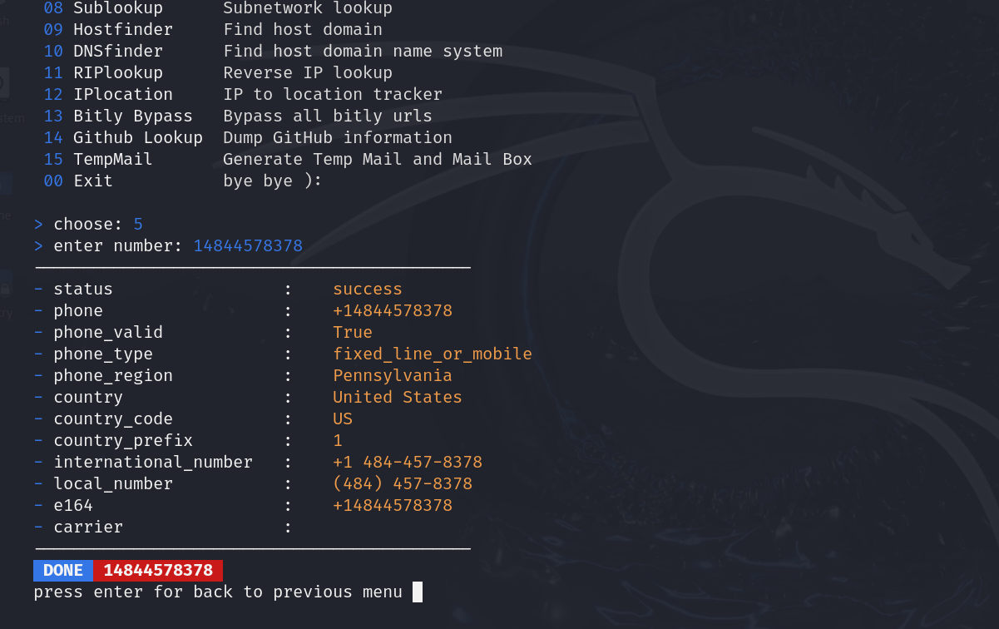 08 Sublookup Subnetwork lookup
09 Hostfinder Find host domain
10 DNSfinder Find host domain name system
11 RIPlookup Reverse IP lookup
12 IPlocation IP to location tracker
13 Bitly Bypass Bypass all bitly urls
14 Github Lookup Dump GitHub information
15 TempMail Generate Temp Mail and Mail Box
00 Exit bye bye ):
> choose: 5
> enter number: 14844578378
- status : success
- phone : +14844578378
- phone_valid : True
- phone_type : fixed_line_or_mobile
- phone_region : Pennsylvania
- country : United States
- country_code : US
- country_prefix : 1
- international_number : +1 484-457-8378
- local_number : (484) 457-8378
- e164 : +14844578378
- carrier :
DONE 14844578378
press enter for back to previous menu